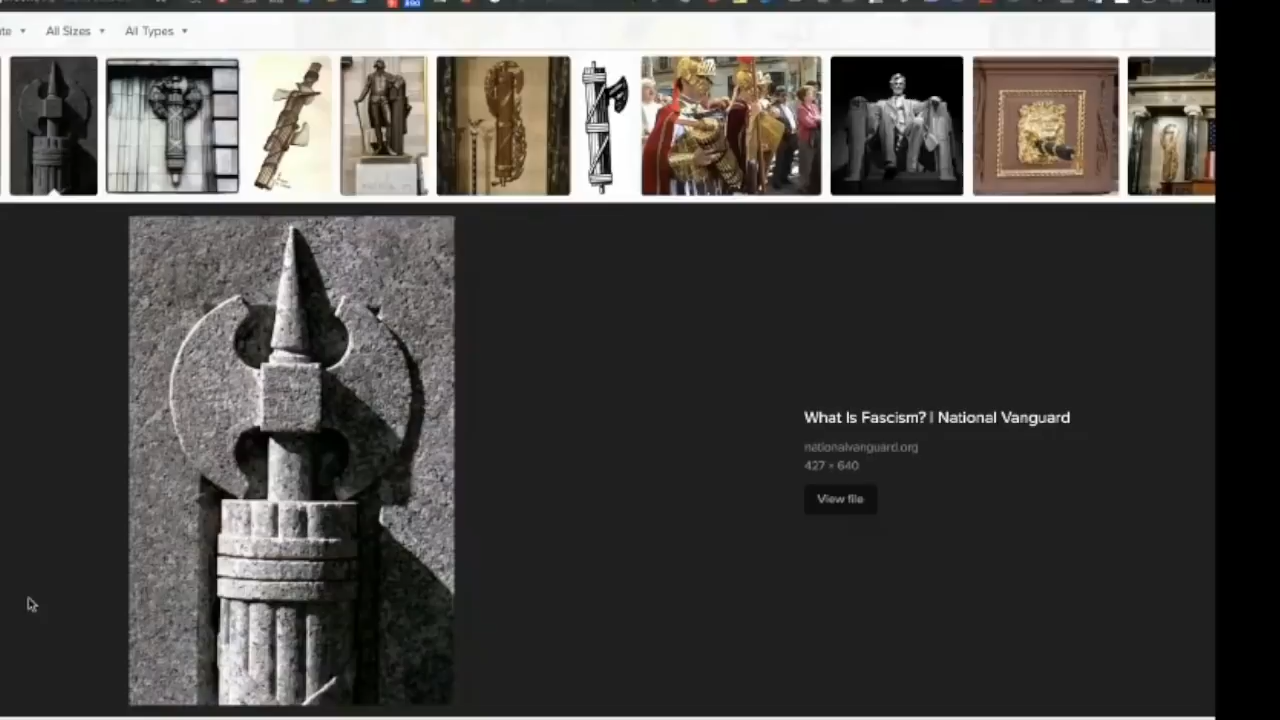 All Sizes
All Types
What Is Fascism? | National Vanguard
nationalvanguard.org
427 × 640
View file